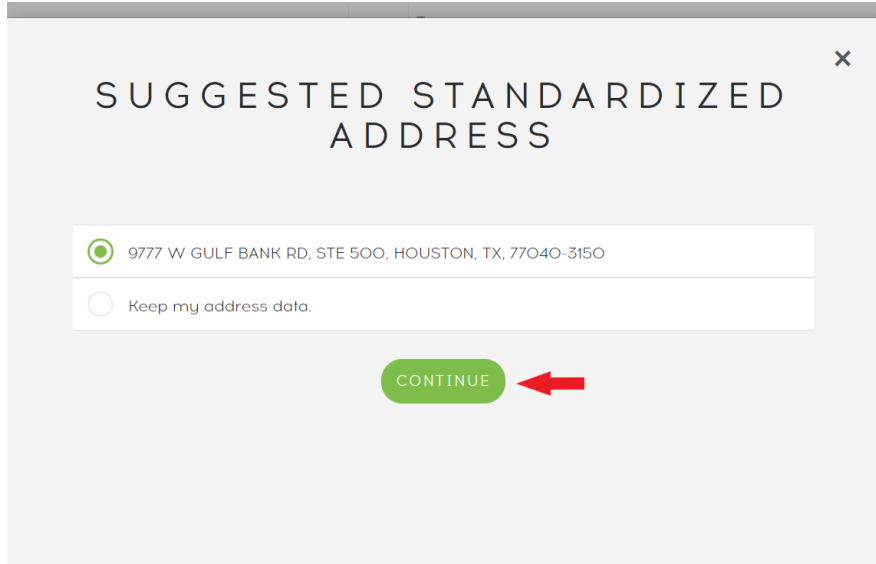 SUGGESTED STANDARDIZED
ADDRESS
9777 W GULF BANK RD, STE 500, HOUSTON, TX, 77040-3150
Keep my address data.
CONTINUE